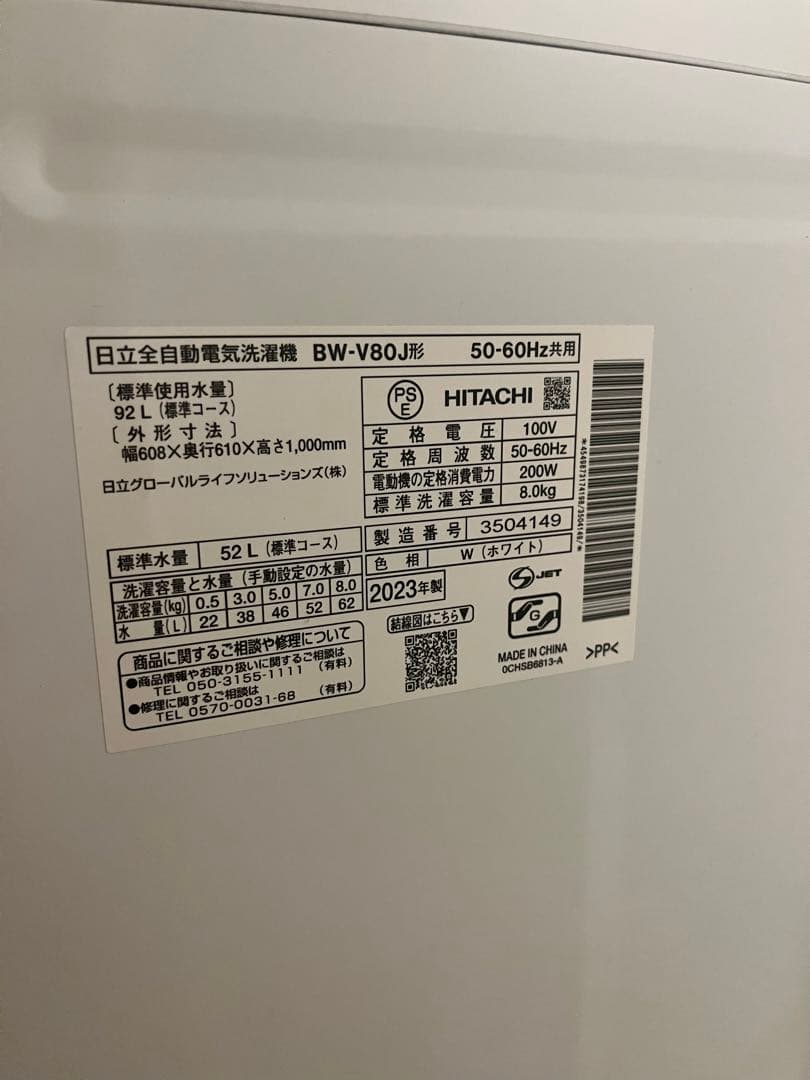 日立全自動電気洗濯機 BW-V80J形 50-60Hz共用
〔標準使用水量〕
92 L (標準コース)
〔外形寸法〕
幅608×奥行610×高さ1,000mm
日立グローバルライフソリューションズ(株)
PS
E
HITACHI
定格電圧 100V
定格周波数 50-60Hz
電動機の定格消費電力 200W
標準洗濯容量 8.0kg
製造番号 3504149
色相 W (ホワイト)
標準水量 52 L (標準コース)
洗濯容量と水量 (手動設定の水量)
洗濯容量(kg) 0.5 3.0 5.0 7.0 8.0
水量(L) 22 38 46 52 62
2023年製
結線図はこちら▼
商品に関するご相談や修理について
●商品情報やお取り扱いに関するご相談は
TEL 050-3155-1111 (有料)
●修理に関するご相談は
TEL 0570-0031-68 (有料)
S JET
G
MADE IN CHINA
0CHSB6813-A
>PP<
*4549873174198/3504149/*